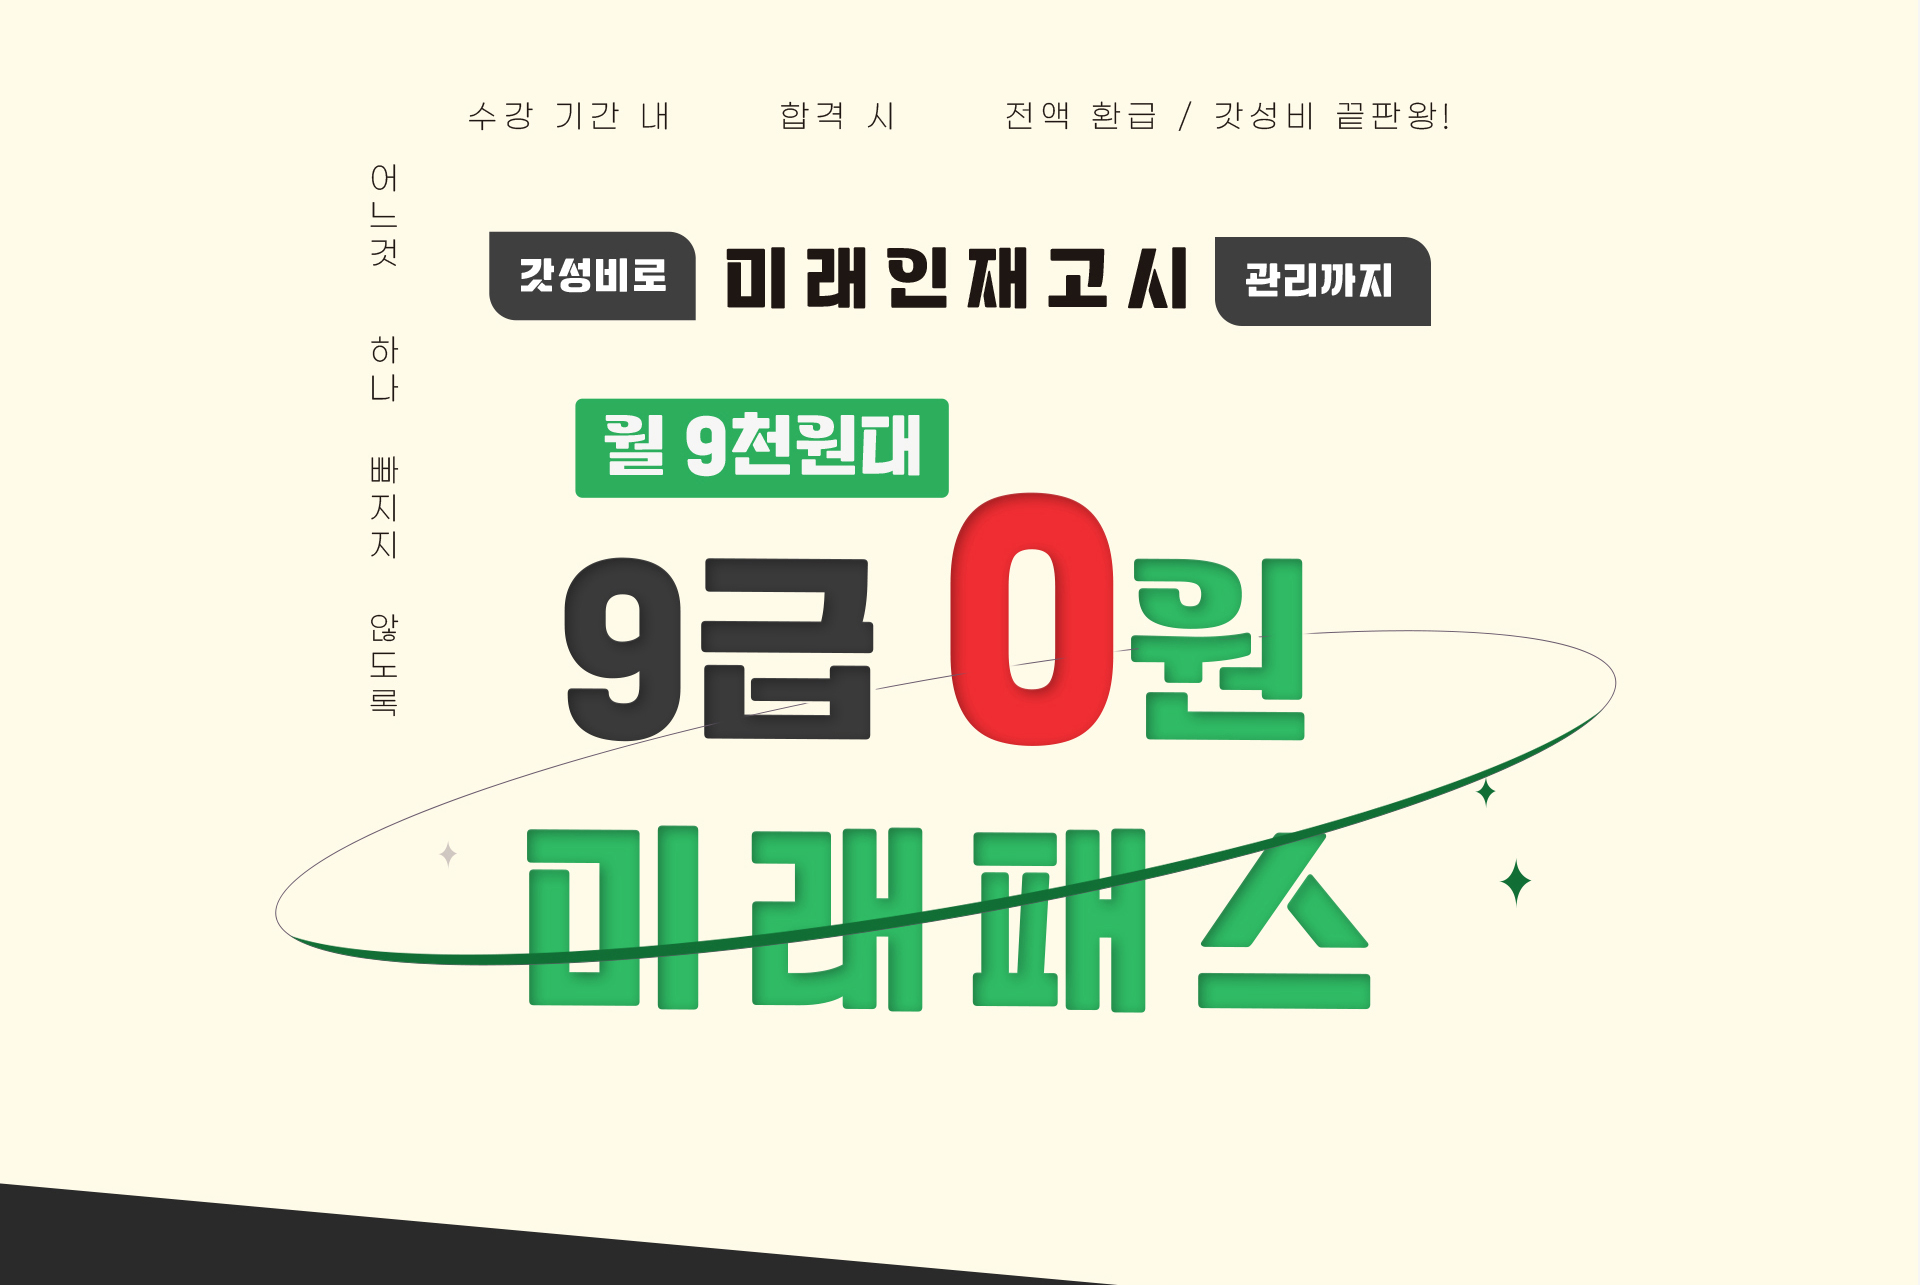 수강 기간 내 합격 시 전액 환급 / 갓성비 끝판왕!
어느것 하나 빠지지 않도록
갓성비로 미래인재고시 관리까지
월 9천원대
9급 0원
미래패스